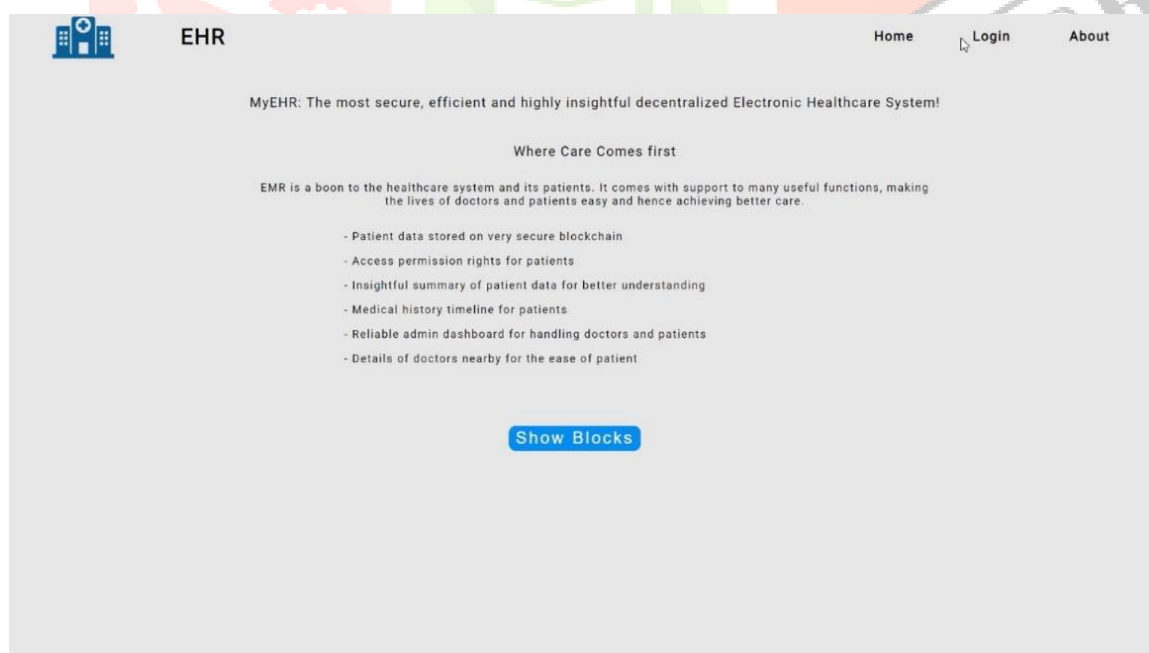 EHR
Home Login About
MyEHR: The most secure, efficient and highly insightful decentralized Electronic Healthcare System!
Where Care Comes first
EMR is a boon to the healthcare system and its patients. It comes with support to many useful functions, making
the lives of doctors and patients easy and hence achieving better care.
- Patient data stored on very secure blockchain
- Access permission rights for patients
- Insightful summary of patient data for better understanding
- Medical history timeline for patients
- Reliable admin dashboard for handling doctors and patients
- Details of doctors nearby for the ease of patient
Show Blocks